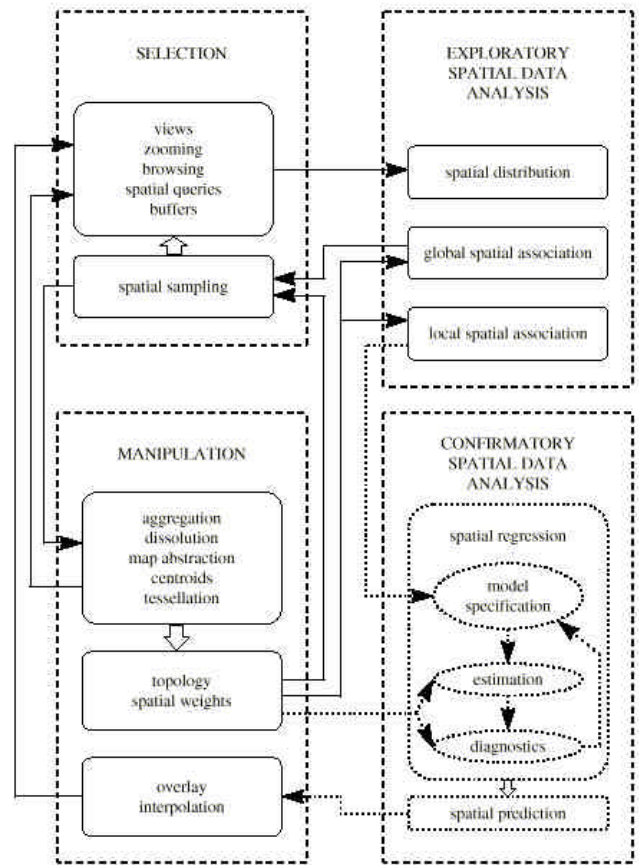 SELECTION
views
zooming
browsing
spatial queries
buffers
spatial sampling
EXPLORATORY
SPATIAL DATA
ANALYSIS
spatial distribution
global spatial association
local spatial association
MANIPULATION
aggregation
dissolution
map abstraction
centroids
tessellation
topology
spatial weights
overlay
interpolation
CONFIRMATORY
SPATIAL DATA
ANALYSIS
spatial regression
model
specification
estimation
diagnostics
spatial prediction